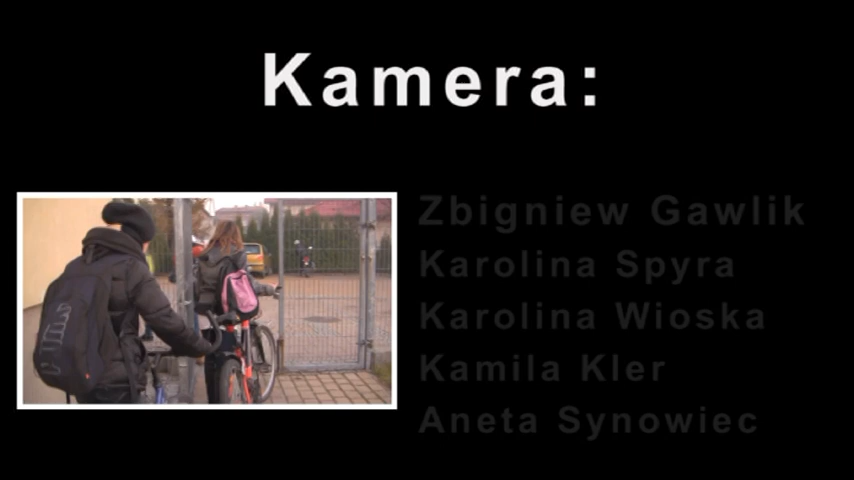 Kamera:
Zbigniew Gawlik
Karolina Spyra
Karolina Wioska
Kamila Kler
Aneta Synowiec